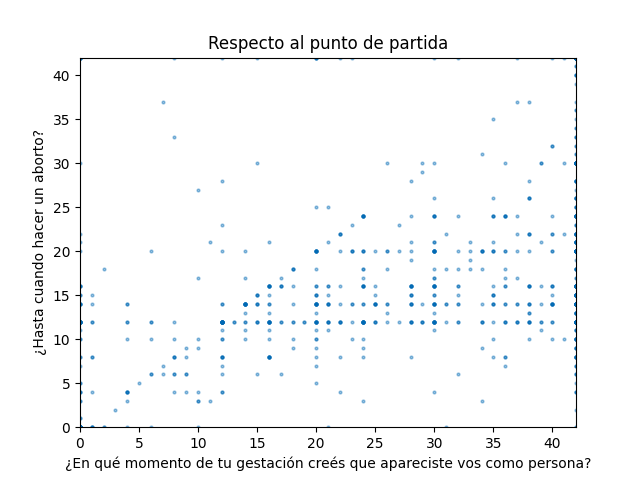 Respecto al punto de partida
¿Hasta cuando hacer un aborto?
40
35
30
25
20
15
10
5
0
0 5 10 15 20 25 30 35 40
¿En qué momento de tu gestación creés que apareciste vos como persona?